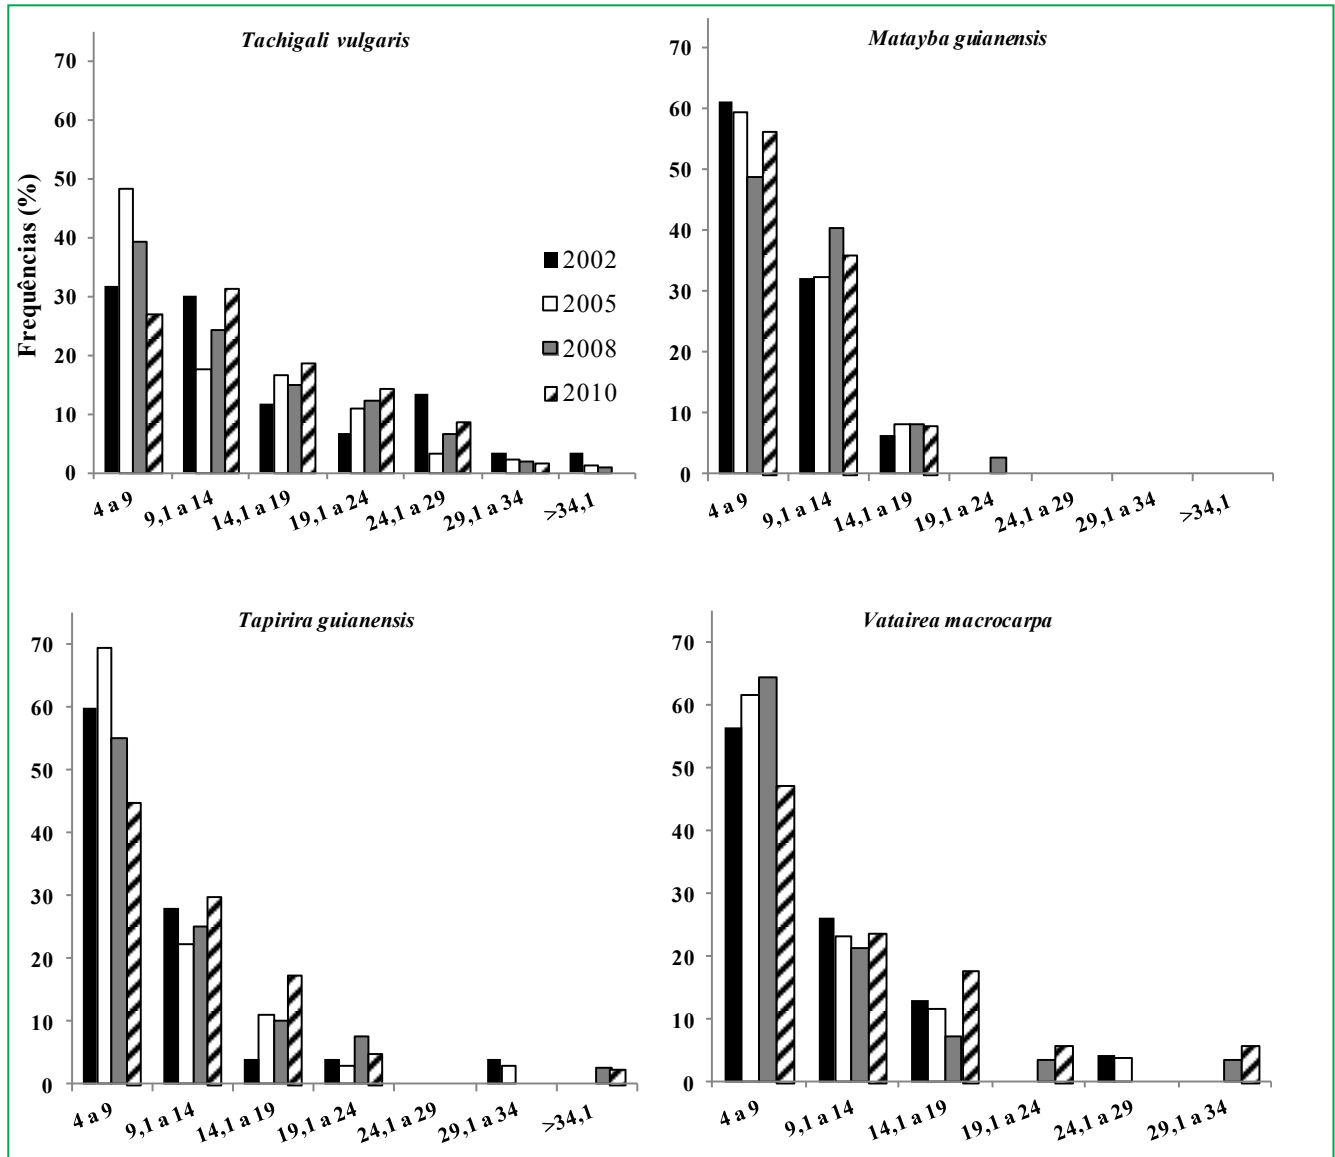 Tachigali vulgaris
Frequências (%)
70
60
50
40
30
20
10
0
4 a 9
9,1 a 14
14,1 a 19
19,1 a 24
24,1 a 29
29,1 a 34
>34,1
2002
2005
2008
2010
Matayba guianensis
70
60
50
40
30
20
10
0
4 a 9
9,1 a 14
14,1 a 19
19,1 a 24
24,1 a 29
29,1 a 34
>34,1
Tapirira guianensis
70
60
50
40
30
20
10
0
4 a 9
9,1 a 14
14,1 a 19
19,1 a 24
24,1 a 29
29,1 a 34
>34,1
Vatairea macrocarpa
70
60
50
40
30
20
10
0
4 a 9
9,1 a 14
14,1 a 19
19,1 a 24
24,1 a 29
29,1 a 34